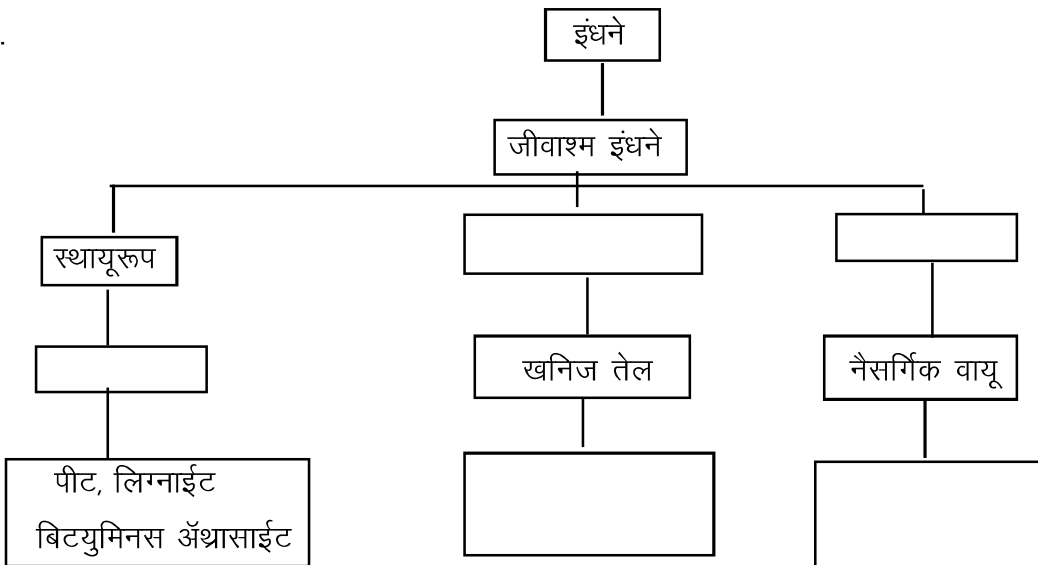 इंधने
जीवाश्म इंधने
स्थायूरूप
खनिज तेल
नैसर्गिक वायू
पीट, लिग्नाईट
बिटयुमिनस ॲंथ्रासाईट